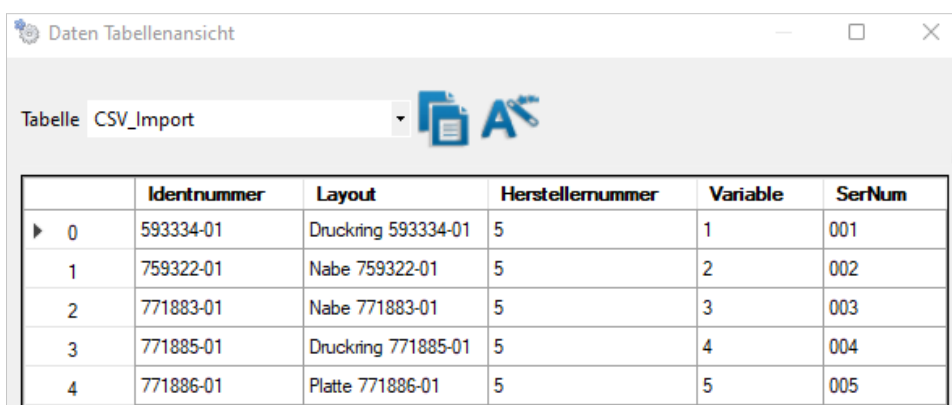 Daten Tabellenansicht
Tabelle CSV_Import
Identnummer Layout Herstellernummer Variable SerNum
0 593334-01 Druckring 593334-01 5 1 001
1 759322-01 Nabe 759322-01 5 2 002
2 771883-01 Nabe 771883-01 5 3 003
3 771885-01 Druckring 771885-01 5 4 004
4 771886-01 Platte 771886-01 5 5 005